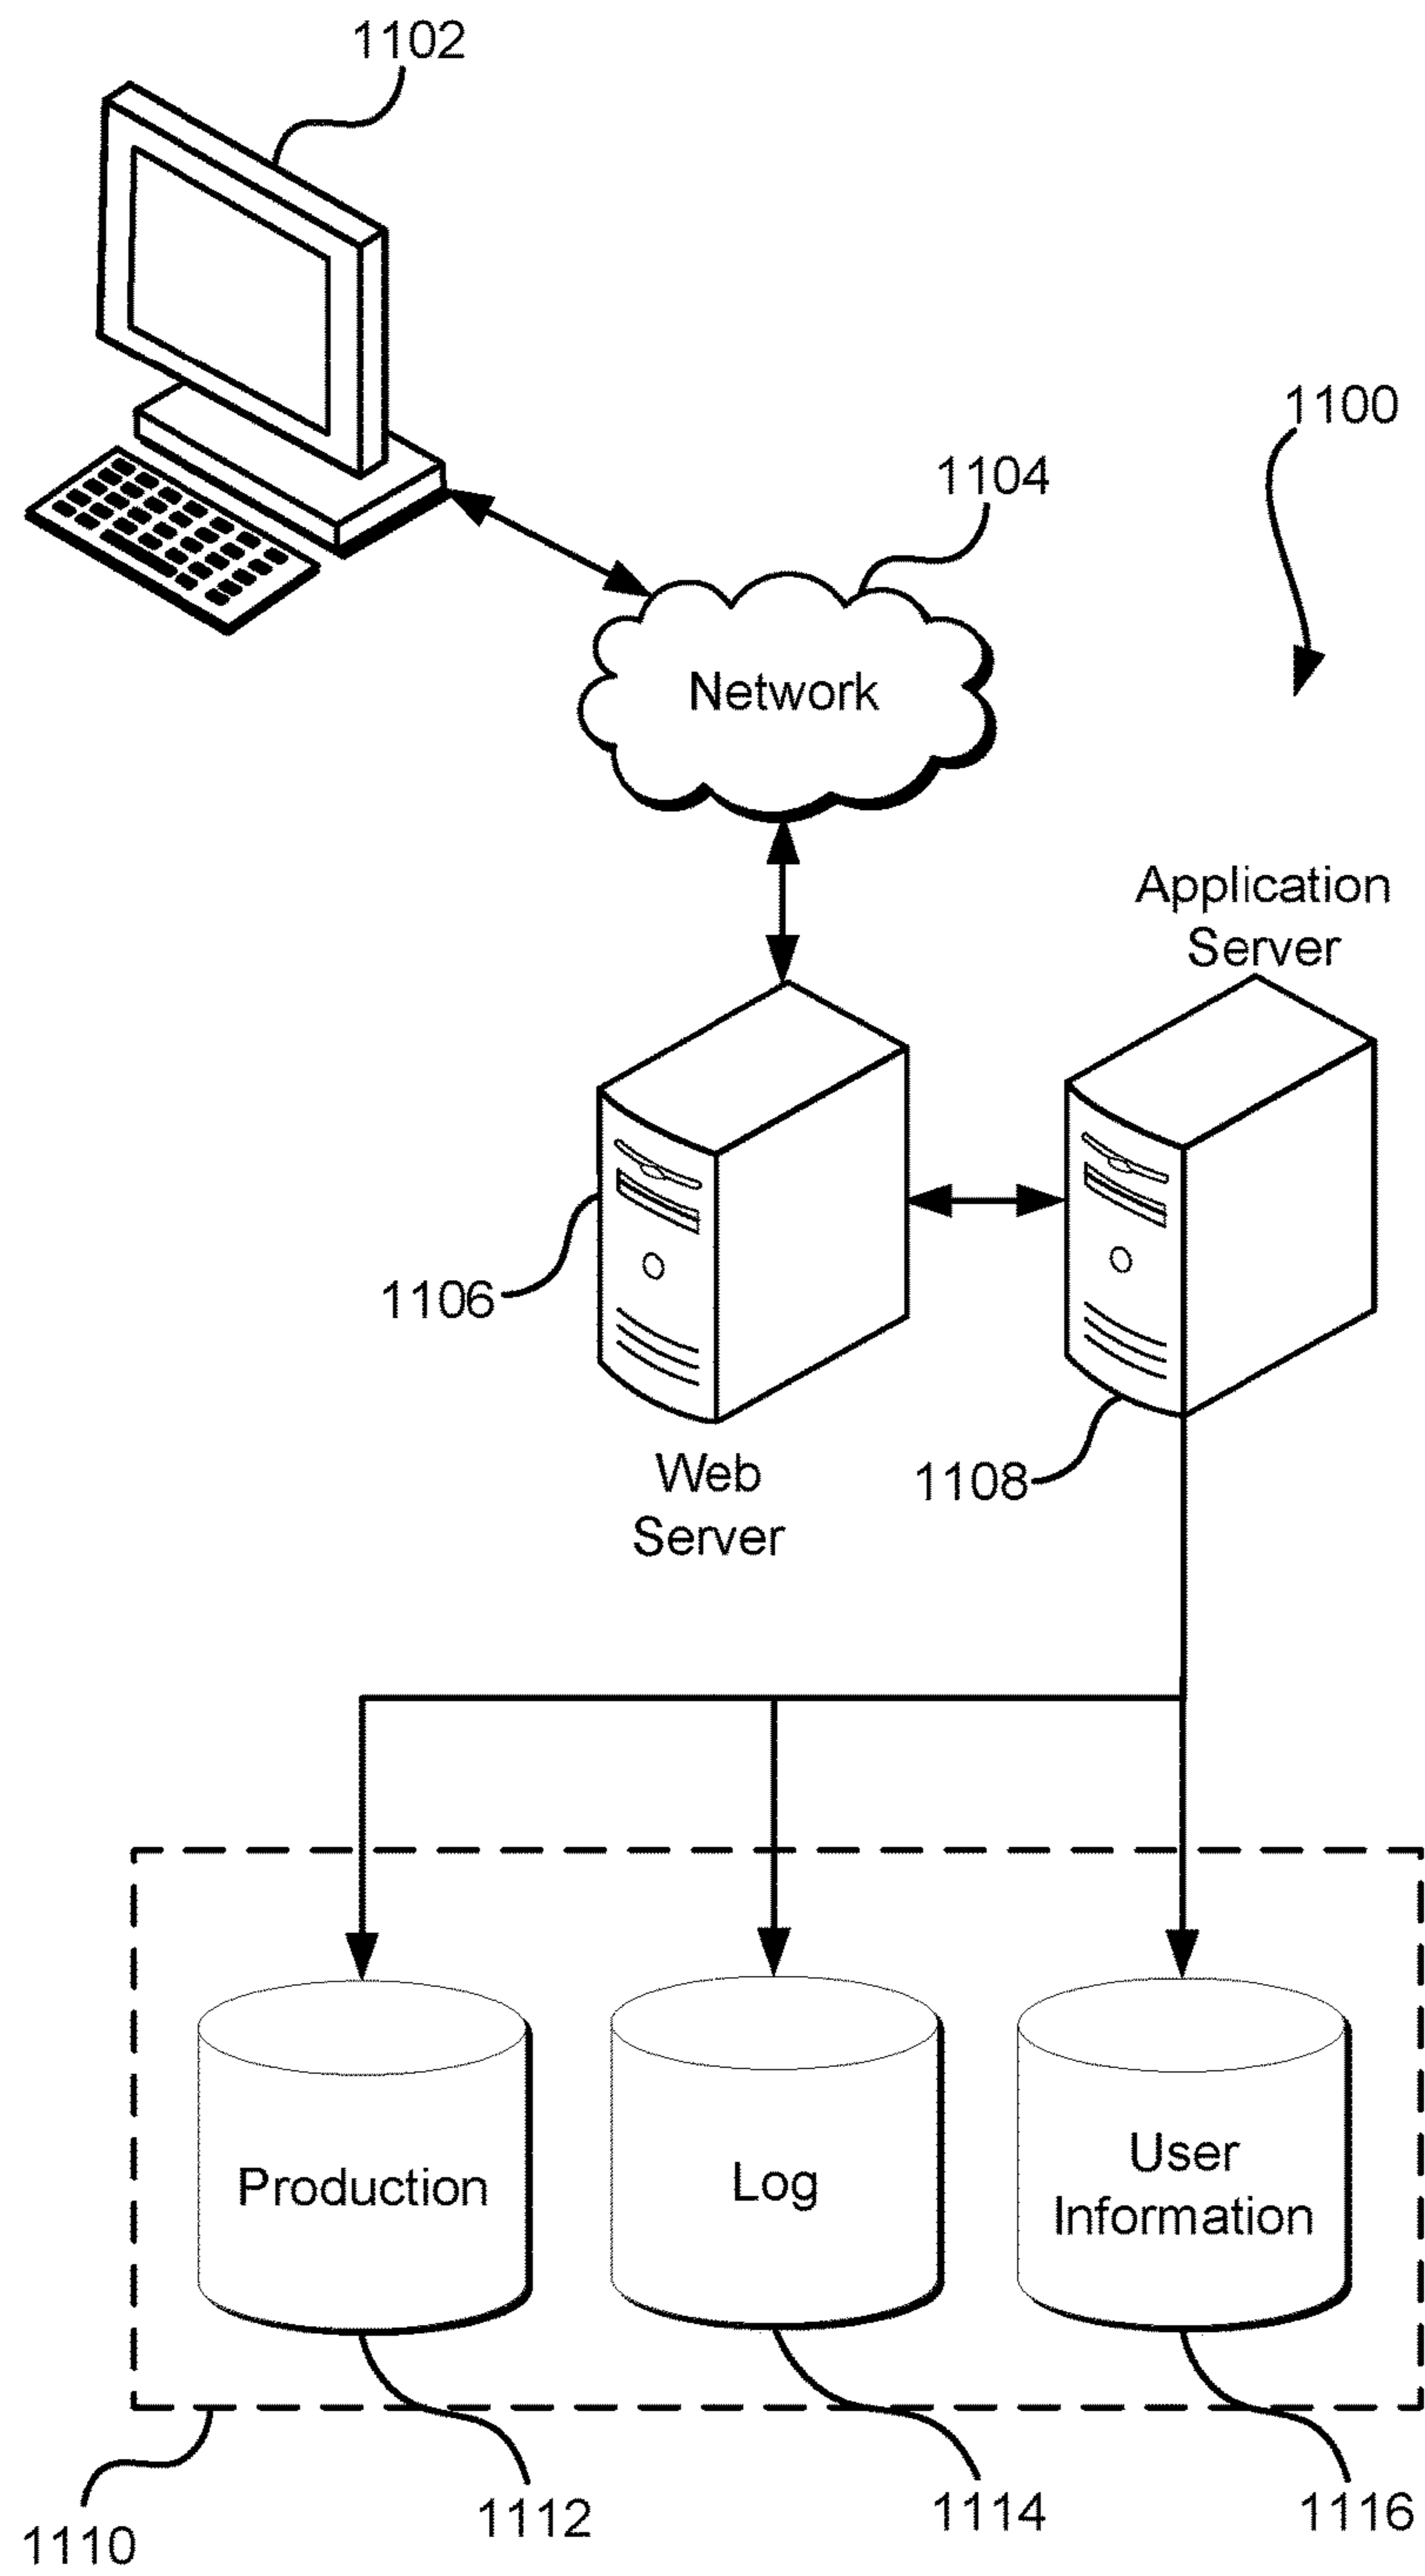 1102
1100
1104
Network
Application
Server
1106
Web
Server
1108
Production
Log
User
Information
1110
1112
1114
1116